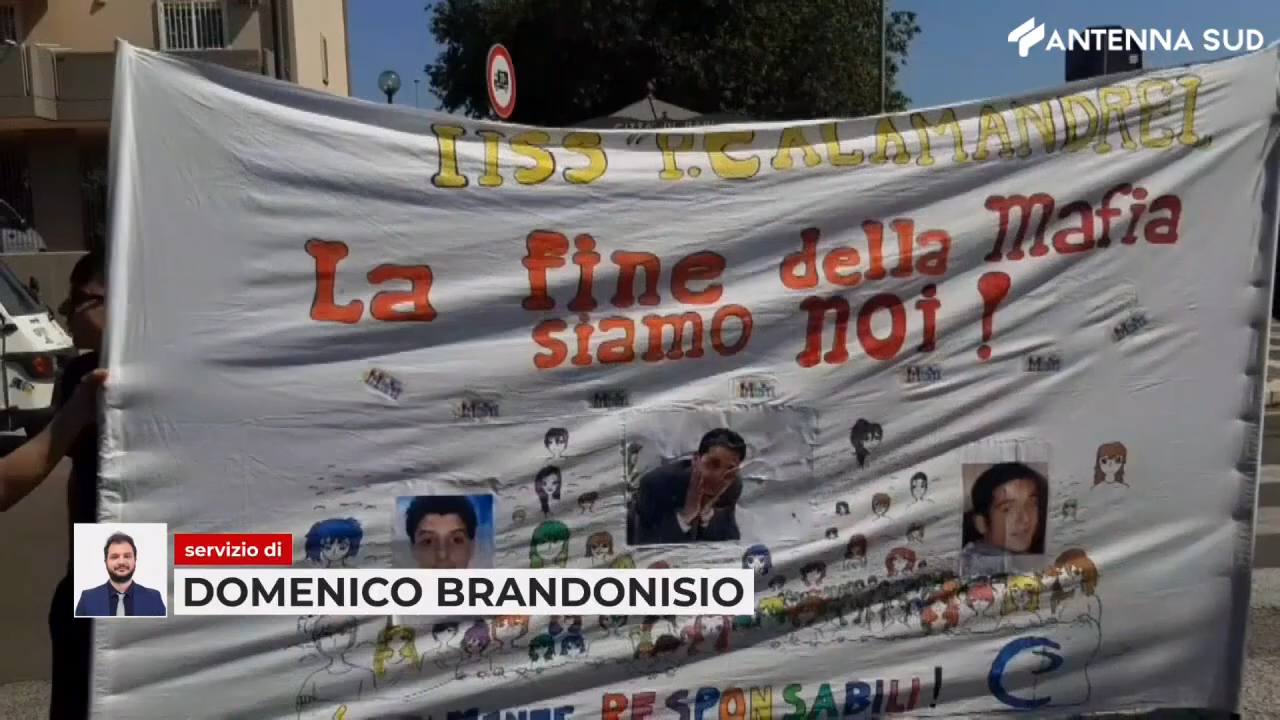 ANTENNA SUD
IISS "P. CALAMANDREI
La fine della Mafia
siamo noi !
servizio di
DOMENICO BRANDONISIO
RESPONSABILI!